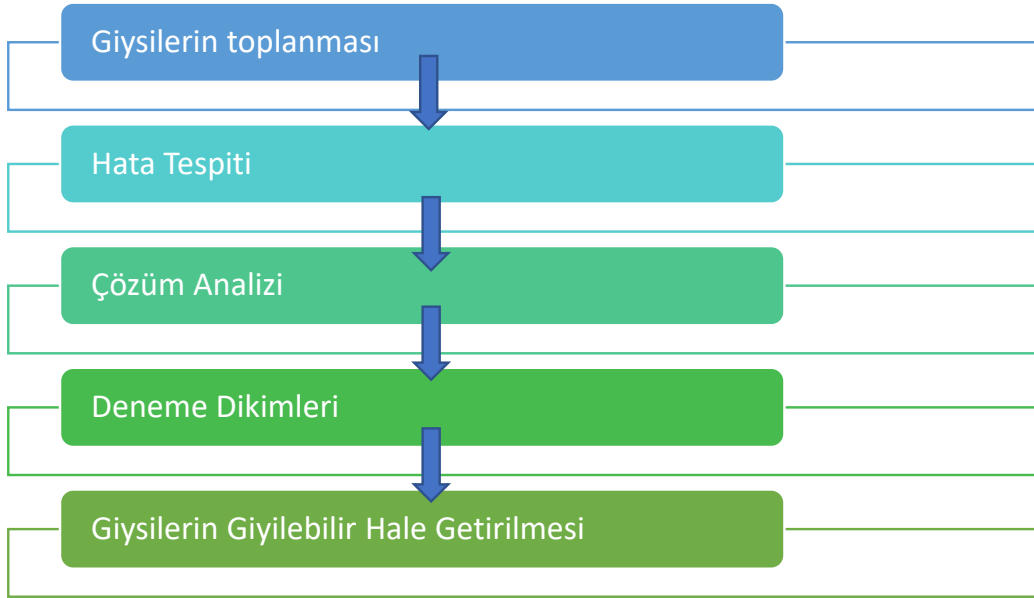 Giysilerin toplanması
Hata Tespiti
Çözüm Analizi
Deneme Dikimleri
Giysilerin Giyilebilir Hale Getirilmesi